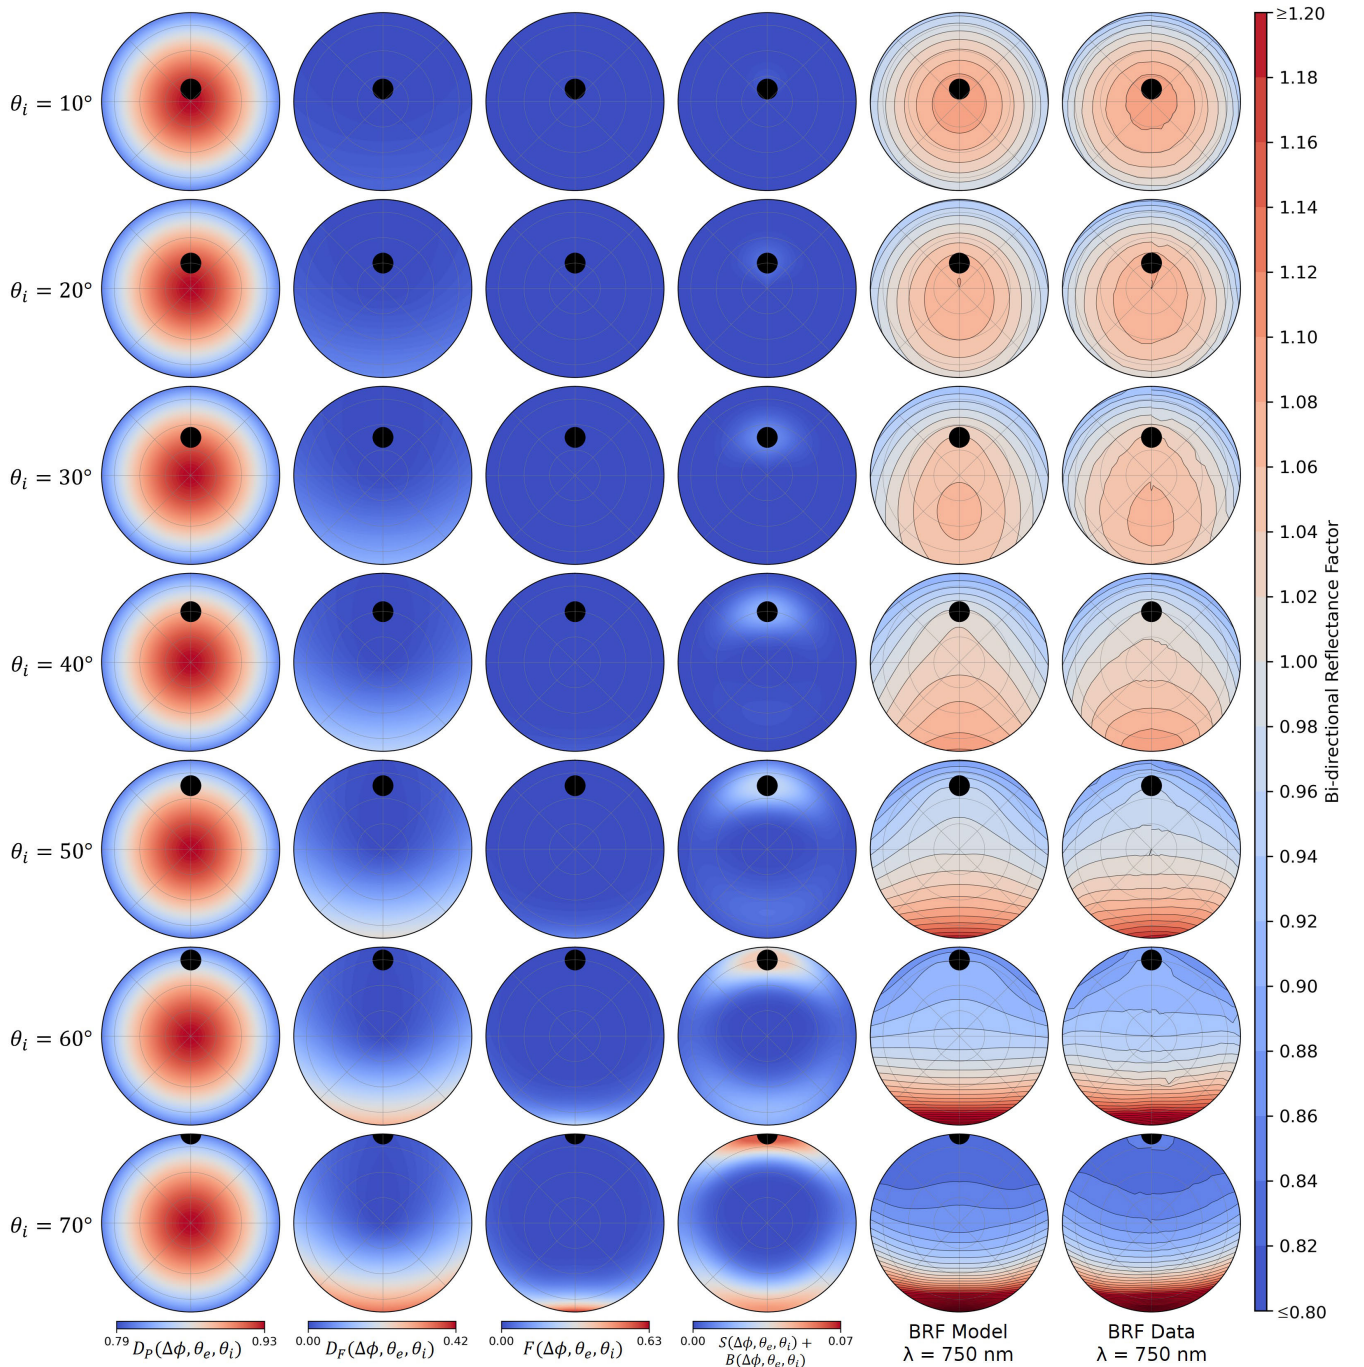 ≥1.20
1.18
1.16
1.14
1.12
1.10
1.08
1.06
1.04
1.02
1.00
0.98
0.96
0.94
0.92
0.90
0.88
0.86
0.84
0.82
≤0.80
Bi-directional Reflectance Factor
θᵢ = 10°
θᵢ = 20°
θᵢ = 30°
θᵢ = 40°
θᵢ = 50°
θᵢ = 60°
θᵢ = 70°
0.79 0.93
D_P(Δϕ, θₑ, θᵢ)
0.00 0.42
D_F(Δϕ, θₑ, θᵢ)
0.00 0.63
F(Δϕ, θₑ, θᵢ)
0.00 0.07
S(Δϕ, θₑ, θᵢ) +
B(Δϕ, θₑ, θᵢ)
BRF Model
λ = 750 nm
BRF Data
λ = 750 nm